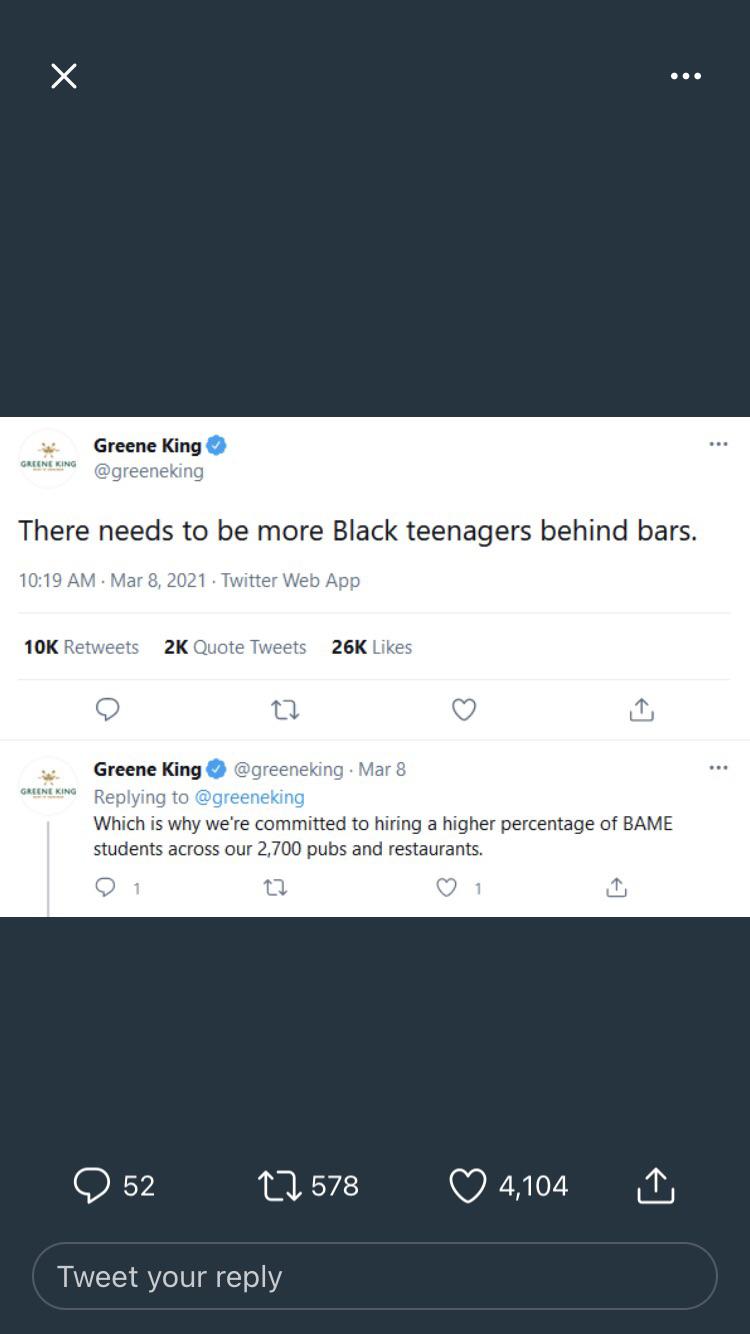 Greene King
@greeneking
GREENE KING
There needs to be more Black teenagers behind bars.
10:19 AM · Mar 8, 2021 · Twitter Web App
10K Retweets 2K Quote Tweets 26K Likes
Greene King @greeneking · Mar 8
GREENE KING
Replying to @greeneking
Which is why we're committed to hiring a higher percentage of BAME
students across our 2,700 pubs and restaurants.
1 1
52 578 4,104
Tweet your reply